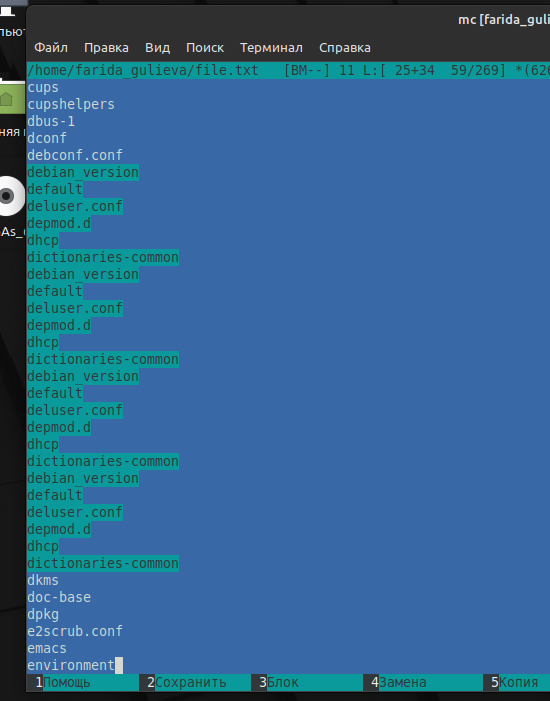 mc [farida_guli
Файл Правка Вид Поиск Терминал Справка
/home/farida_gulieva/file.txt [BM--] 11 L:[ 25+34 59/269] *(626
cups
cupshelpers
dbus-1
dconf
debconf.conf
debian_version
default
deluser.conf
depmod.d
dhcp
dictionaries-common
debian_version
default
deluser.conf
depmod.d
dhcp
dictionaries-common
debian_version
default
deluser.conf
depmod.d
dhcp
dictionaries-common
debian_version
default
deluser.conf
depmod.d
dhcp
dictionaries-common
dkms
doc-base
dpkg
e2scrub.conf
emacs
environment
1Помощь 2Сохранить 3Блок 4Замена 5Копия